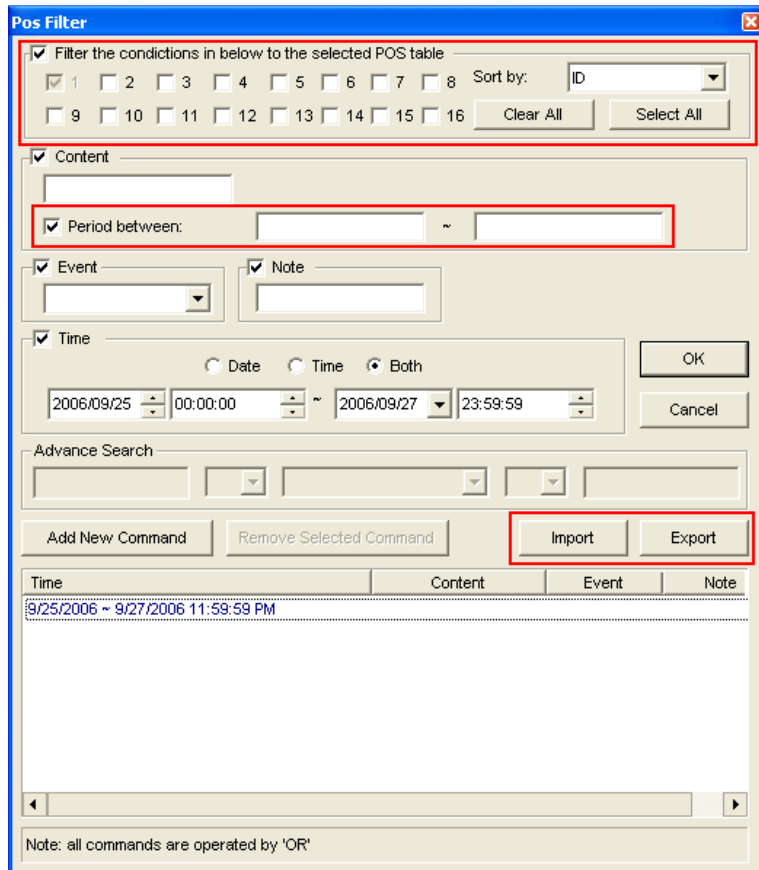 Pos Filter
Filter the condictions in below to the selected POS table
1 2 3 4 5 6 7 8 Sort by: ID
9 10 11 12 13 14 15 16 Clear All Select All
Content
Period between: ~
Event Note
Time
Date Time Both OK
2006/09/25 00:00:00 ~ 2006/09/27 23:59:59
Cancel
Advance Search
Add New Command Remove Selected Command Import Export
Time Content Event Note
9/25/2006 ~ 9/27/2006 11:59:59 PM
Note: all commands are operated by 'OR'